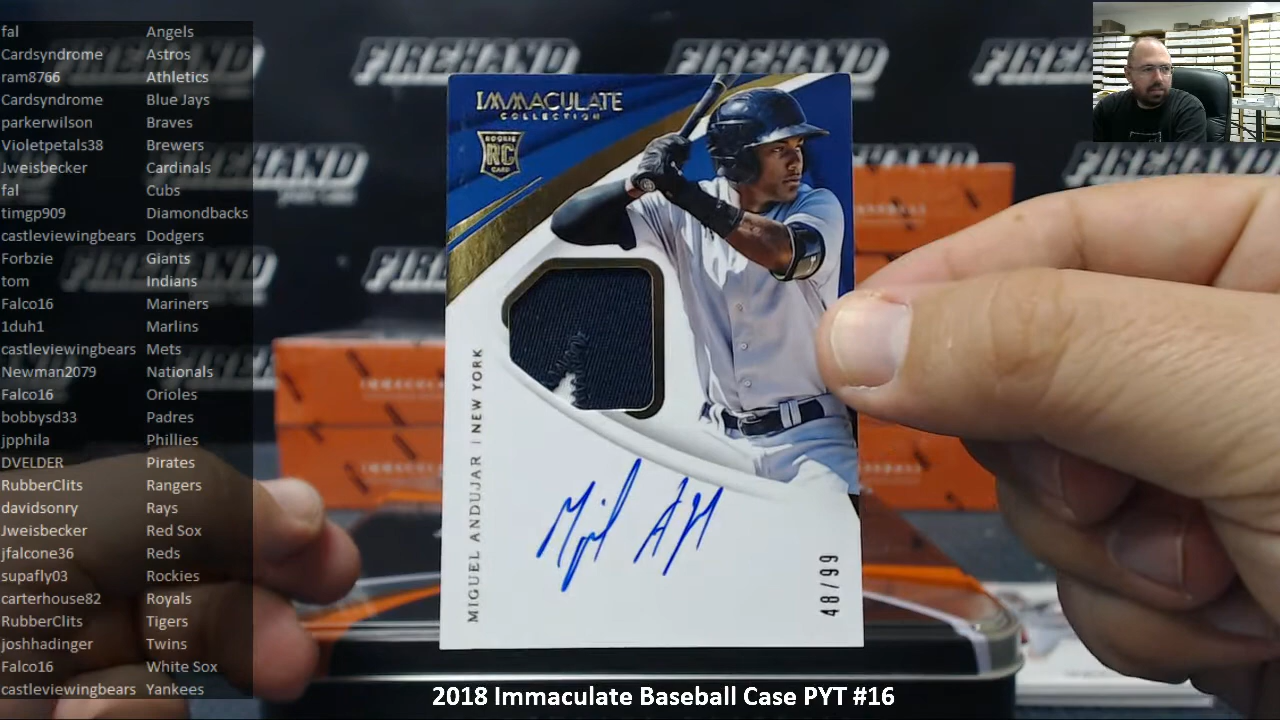 fal Angels
Cardsyndrome Astros
ram8766 Athletics
Cardsyndrome Blue Jays
parkerwilson Braves
Violetpetals38 Brewers
Jweisbecker Cardinals
fal Cubs
timgp909 Diamondbacks
castleviewingbears Dodgers
Forbzie Giants
tom Indians
Falco16 Mariners
1duh1 Marlins
castleviewingbears Mets
Newman2079 Nationals
Falco16 Orioles
bobbysd33 Padres
jpphila Phillies
DVELDER Pirates
RubberClits Rangers
davidsonry Rays
Jweisbecker Red Sox
jfalcone36 Reds
supafly03 Rockies
carterhouse82 Royals
RubberClits Tigers
joshhadinger Twins
Falco16 White Sox
castleviewingbears Yankees
FIREHAND FIREHAND FIREHAND
IMMACULATE
COLLECTION
ROOKIE
RC
CARD
MIGUEL ANDUJAR | NEW YORK
48/99
2018 Immaculate Baseball Case PYT #16